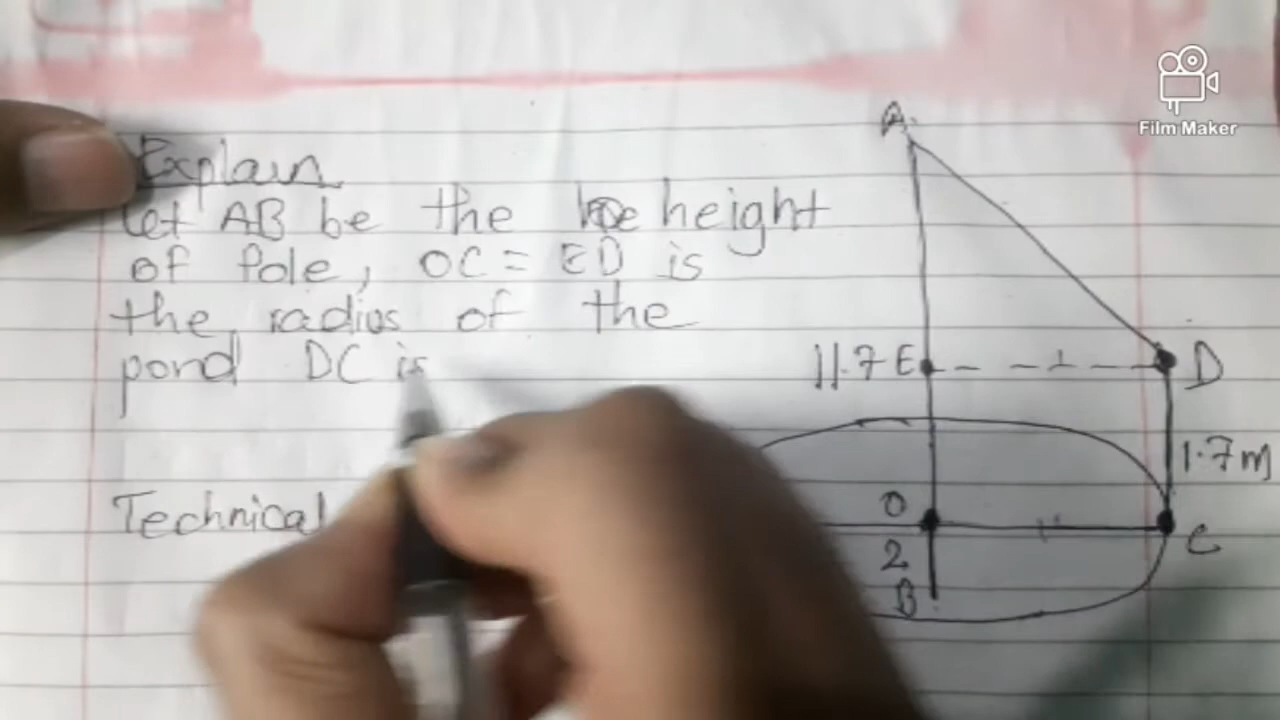 Explain
Let AB be the height
of Pole, OC = ED is
the radius of the
pond DC is
Technical
A
11.7 E
D
1.7m
O
C
2
B
Film Maker